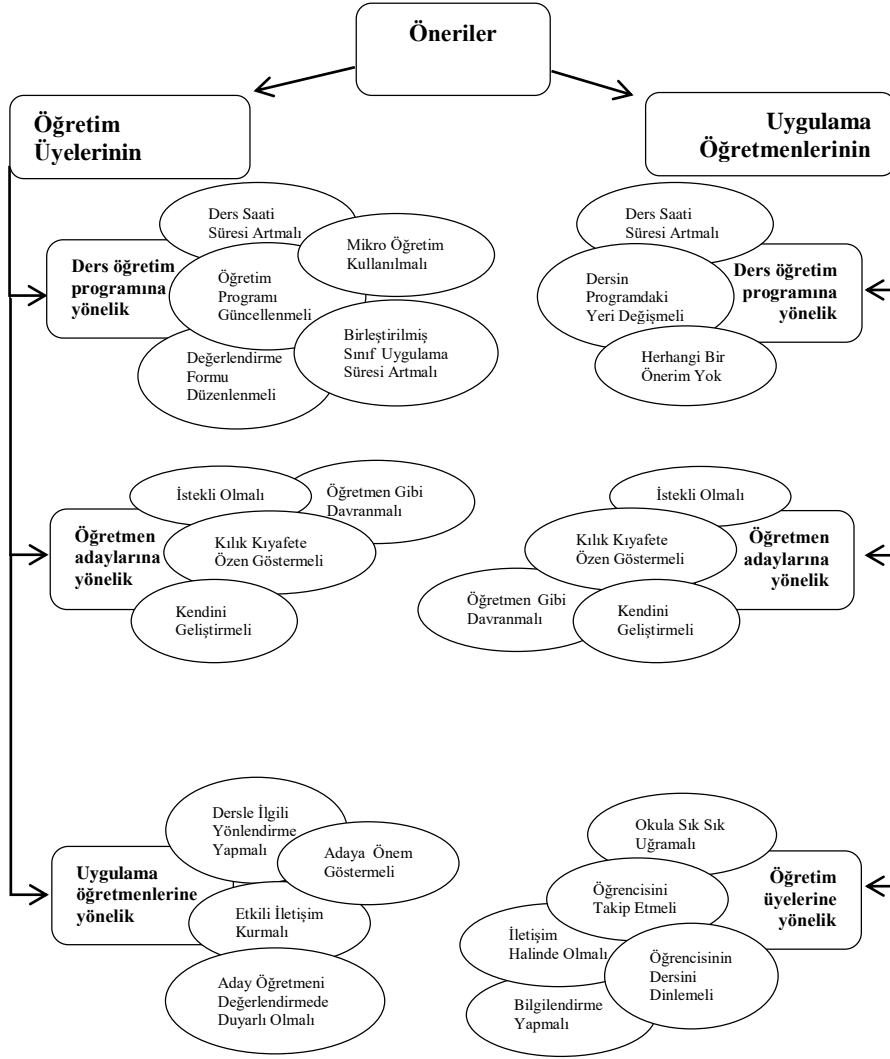 Öneriler
Öğretim
Üyelerinin
Uygulama
Öğretmenlerinin
Ders öğretim
programına
yönelik
Ders Saati
Süresi Artmalı
Mikro Öğretim
Kullanılmalı
Öğretim
Programı
Güncellenmeli
Birleştirilmiş
Sınıf Uygulama
Süresi Artmalı
Değerlendirme
Formu
Düzenlenmeli
Ders Saati
Süresi Artmalı
Dersin
Programdaki
Yeri Değişmeli
Herhangi Bir
Önerim Yok
Ders öğretim
programına
yönelik
Öğretmen
adaylarına
yönelik
İstekli Olmalı
Öğretmen Gibi
Davranmalı
Kılık Kıyafete
Özen Göstermeli
Kendini
Geliştirmeli
İstekli Olmalı
Kılık Kıyafete
Özen Göstermeli
Öğretmen Gibi
Davranmalı
Kendini
Geliştirmeli
Öğretmen
adaylarına
yönelik
Uygulama
öğretmenlerine
yönelik
Dersle İlgili
Yönlendirme
Yapmalı
Adaya Önem
Göstermeli
Etkili İletişim
Kurmalı
Aday Öğretmeni
Değerlendirmede
Duyarlı Olmalı
Okula Sık Sık
Uğramalı
Öğrencisini
Takip Etmeli
İletişim
Halinde Olmalı
Öğrencisinin
Dersini
Dinlemeli
Bilgilendirme
Yapmalı
Öğretim
üyelerine
yönelik